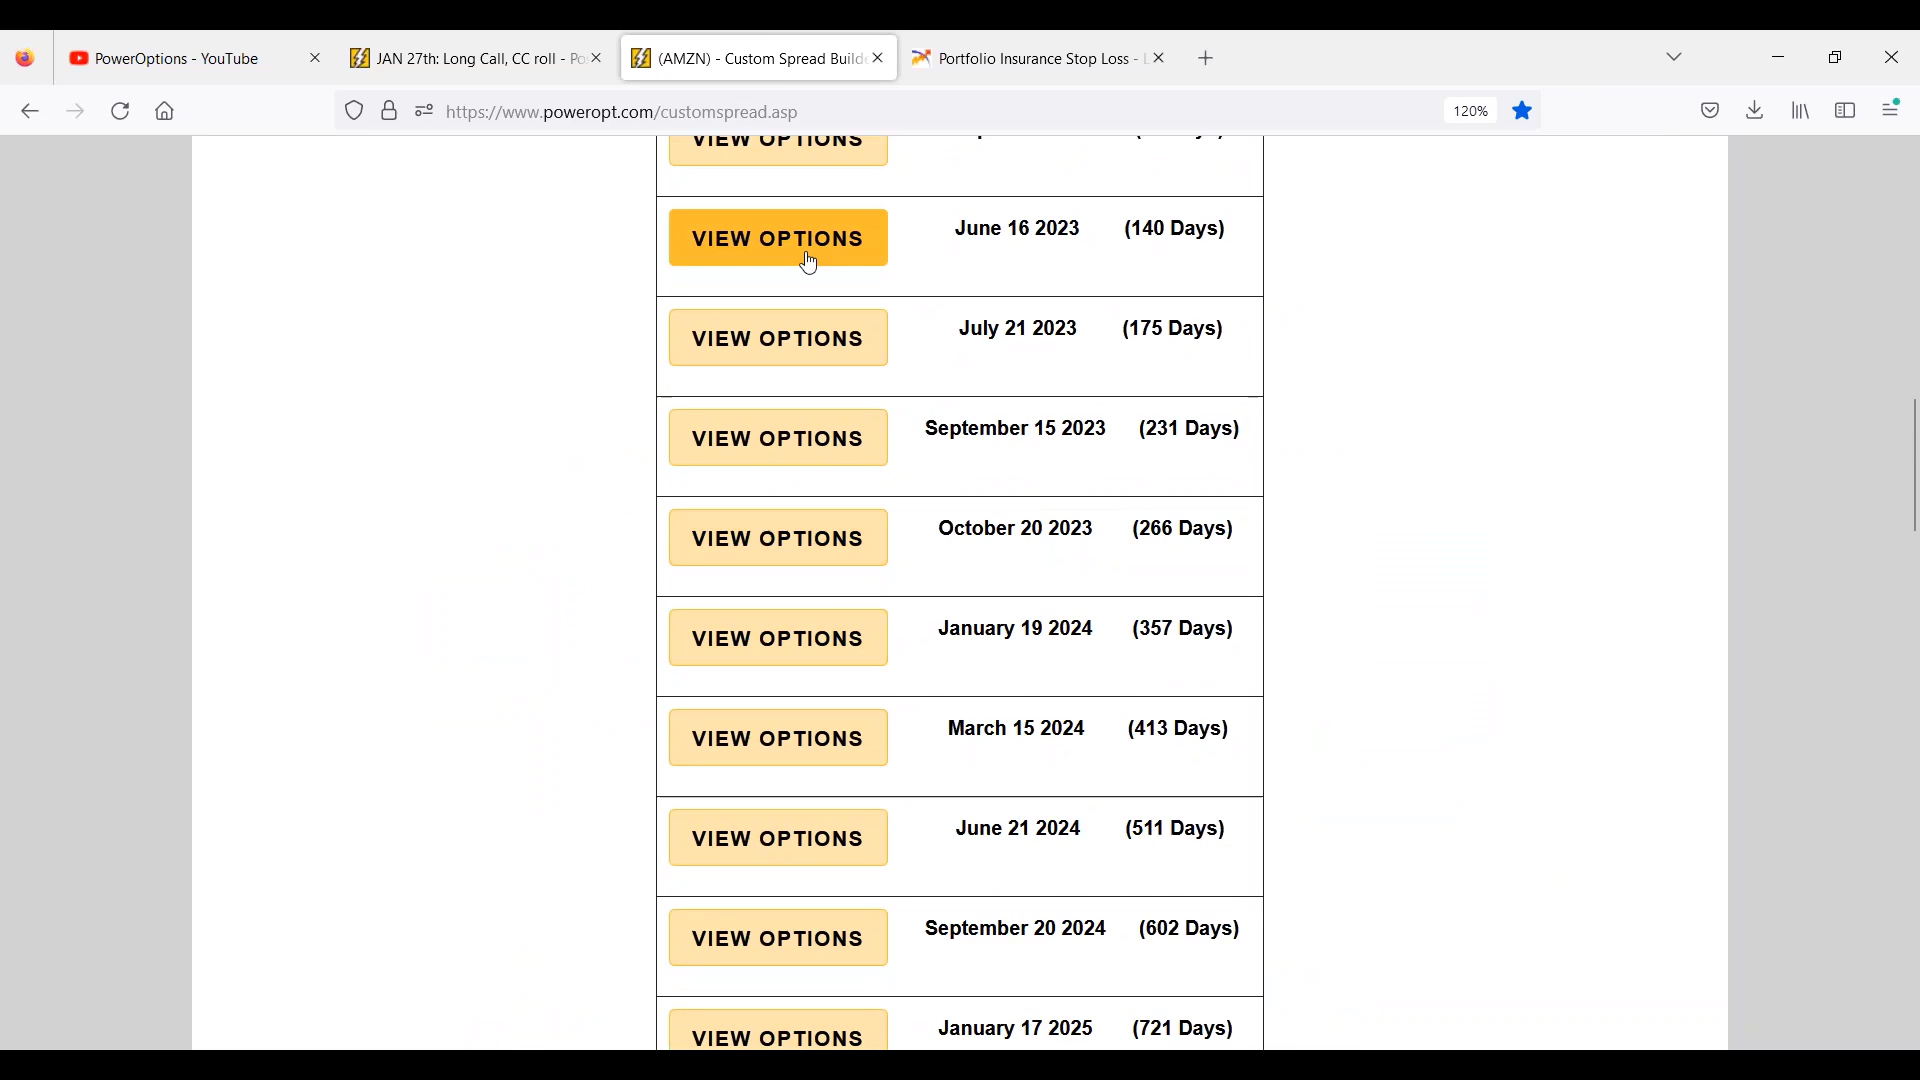 PowerOptions - YouTube
JAN 27th: Long Call, CC roll - Po
(AMZN) - Custom Spread Builde
Portfolio Insurance Stop Loss -
https://www.poweropt.com/customspread.asp
120%
VIEW OPTIONS
VIEW OPTIONS June 16 2023 (140 Days)
VIEW OPTIONS July 21 2023 (175 Days)
VIEW OPTIONS September 15 2023 (231 Days)
VIEW OPTIONS October 20 2023 (266 Days)
VIEW OPTIONS January 19 2024 (357 Days)
VIEW OPTIONS March 15 2024 (413 Days)
VIEW OPTIONS June 21 2024 (511 Days)
VIEW OPTIONS September 20 2024 (602 Days)
VIEW OPTIONS January 17 2025 (721 Days)